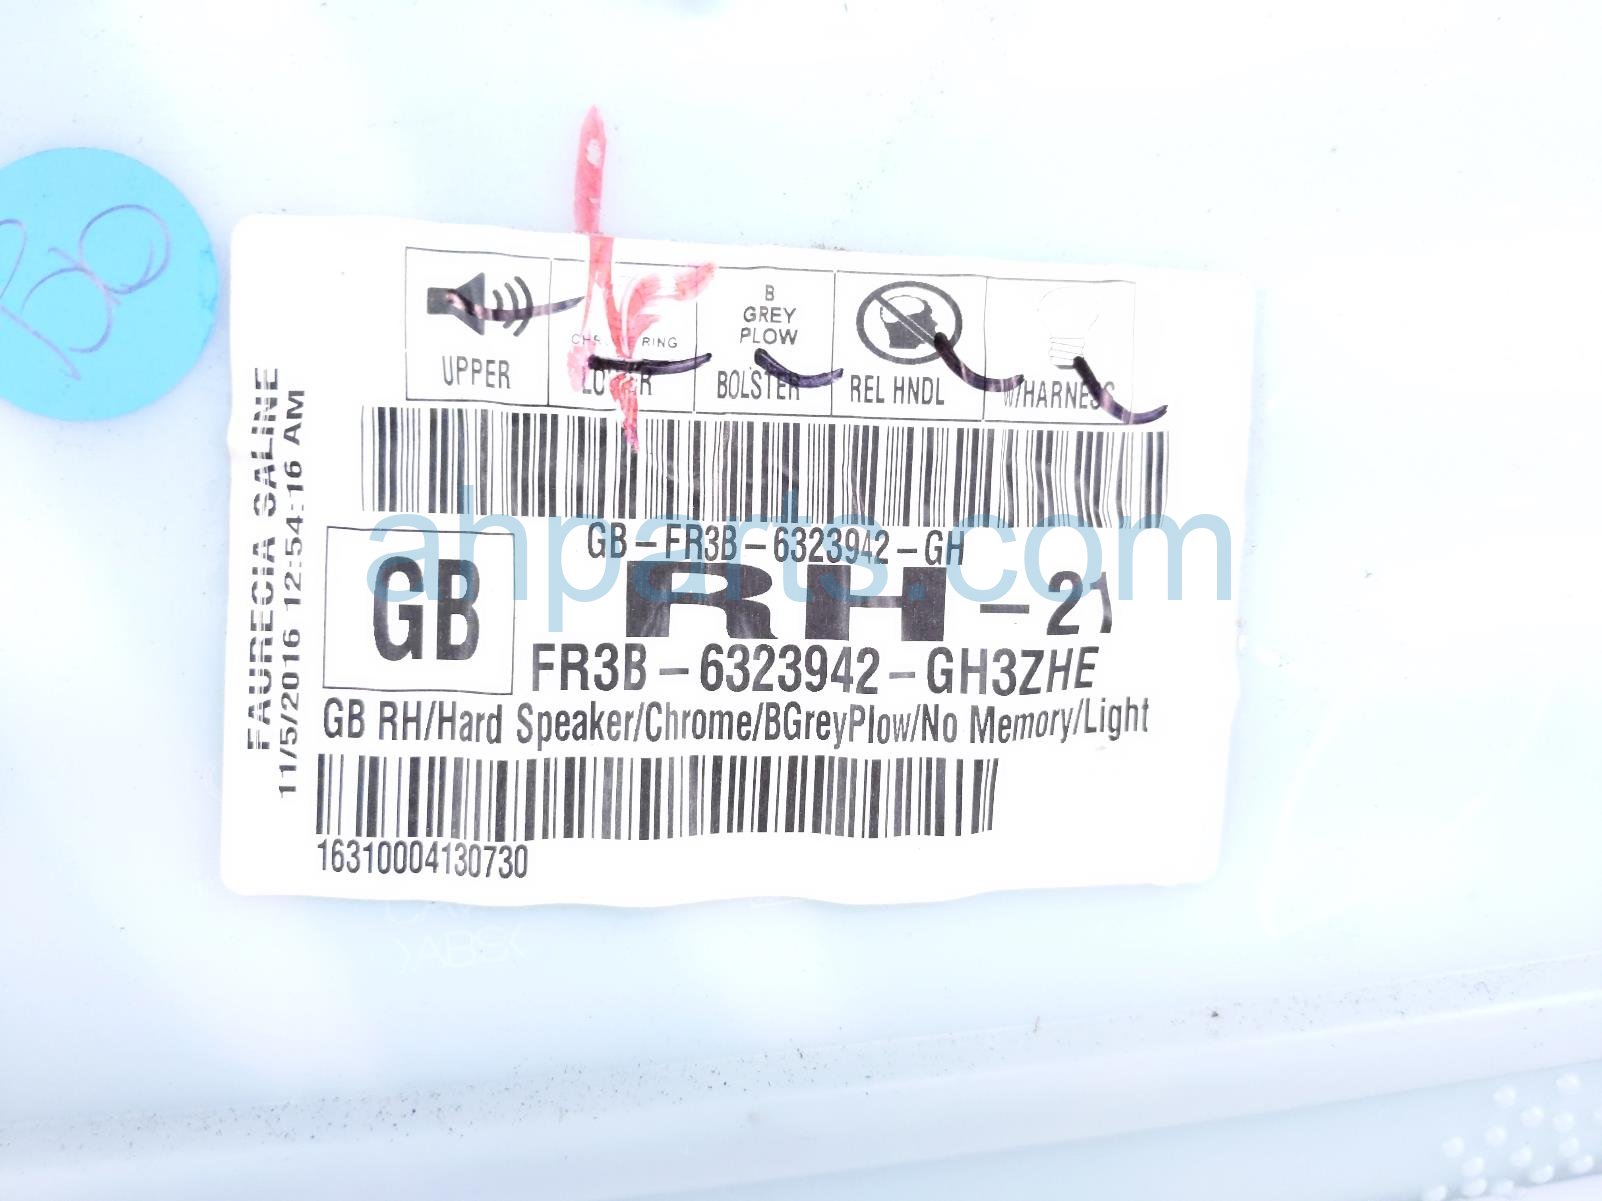 B
GREY
PLOW
RING
UPPER
BOLSTER
REL HNDL
W/HARNESS
GB-FR3B-6323942-GH
GB
RH-21
FR3B-6323942-GH3ZHE
GB RH/Hard Speaker/Chrome/BGreyPlow/No Memory/Light
16310004130730
FAURECIA SALINE
11/5/2016 12:54:16 AM
ahparts.com
>ABS<